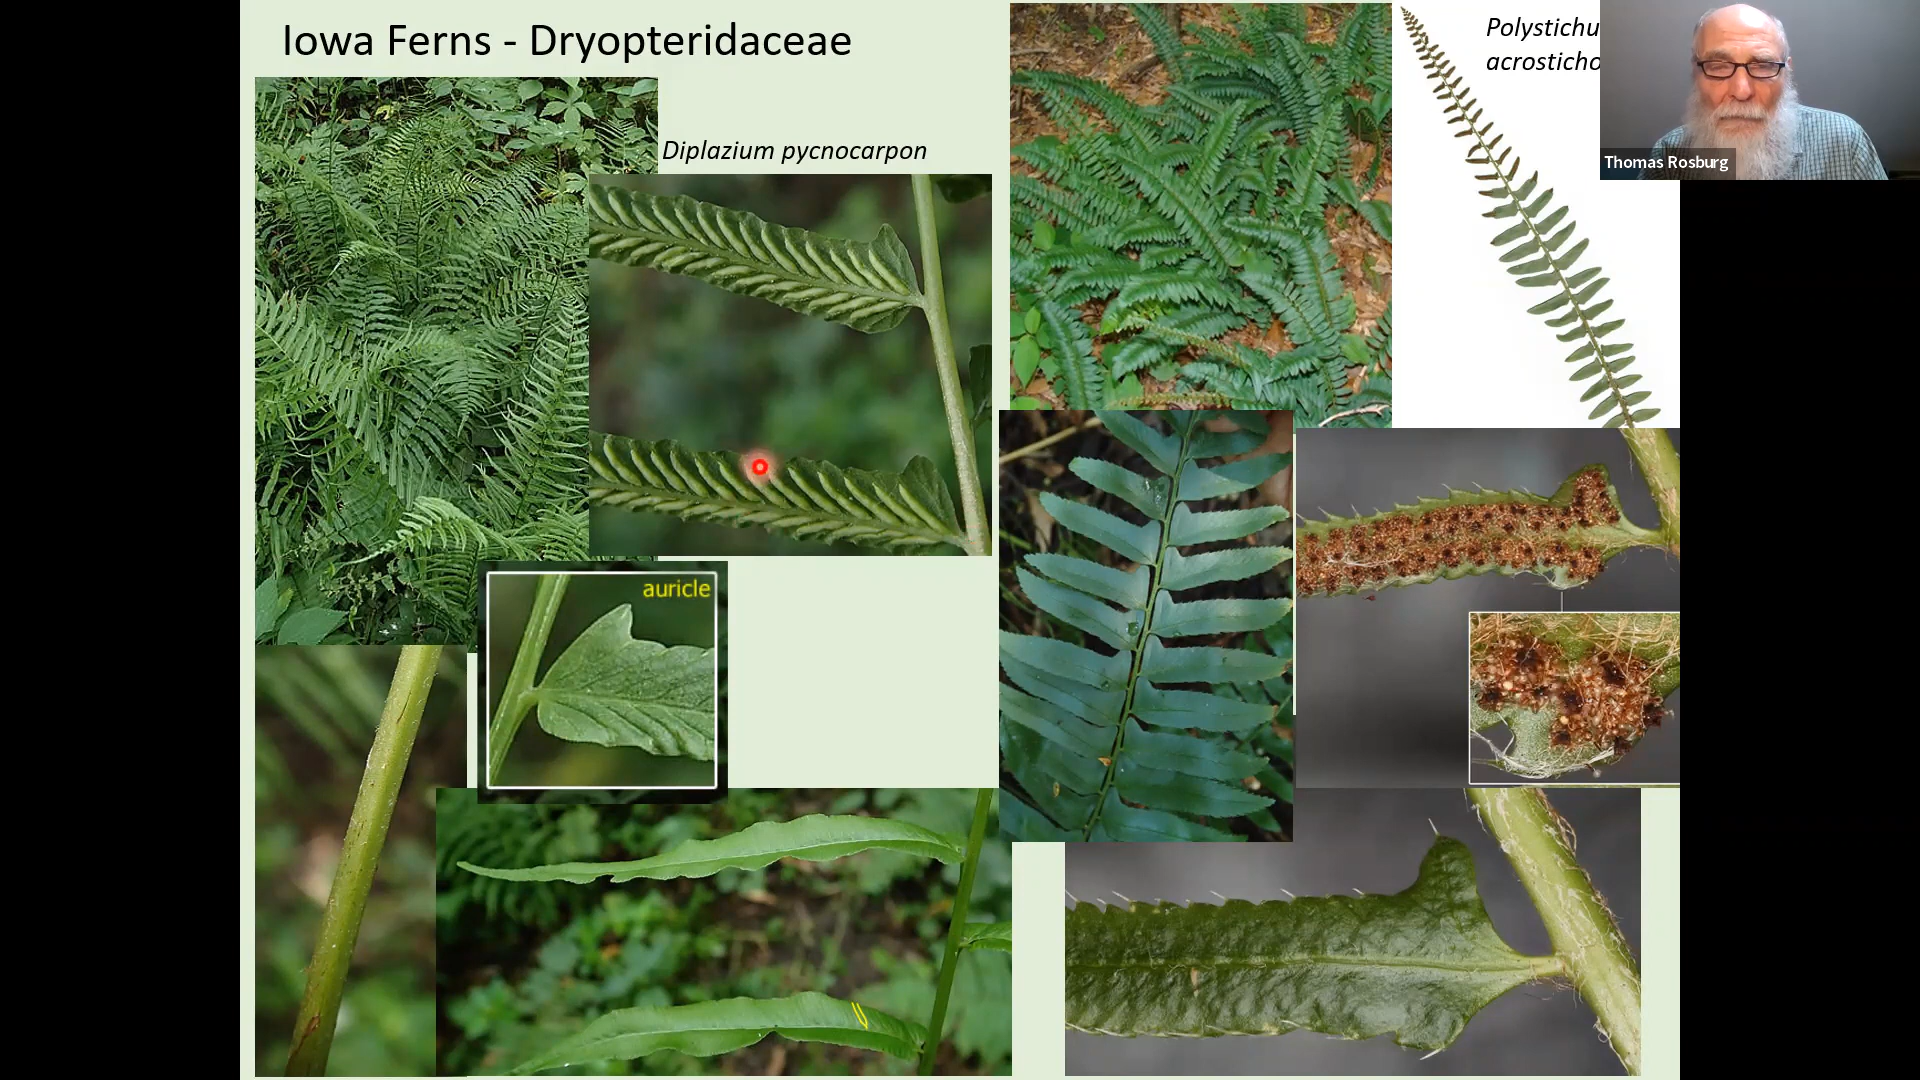 Iowa Ferns - Dryopteridaceae
Diplazium pycnocarpon
Polystichu
acrosticho
Thomas Rosburg
auricle